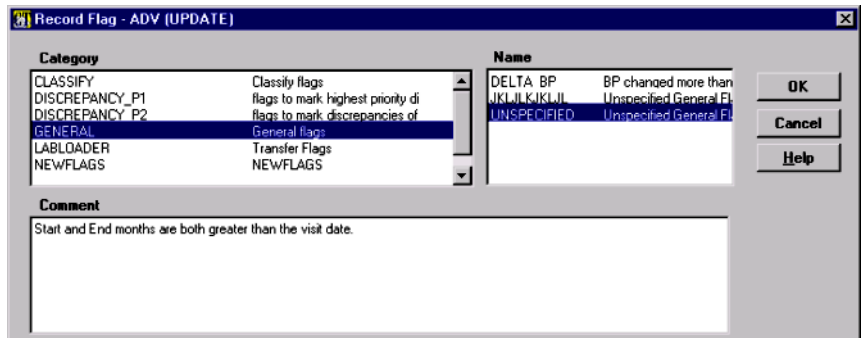 Record Flag - ADV (UPDATE)
Category
Name
CLASSIFY Classify flags
DISCREPANCY_P1 flags to mark highest priority di
DISCREPANCY_P2 flags to mark discrepancies of
GENERAL General flags
LABLOADER Transfer Flags
NEWFLAGS NEWFLAGS
DELTA BP BP changed more than
JKLJLKJKLJL Unspecified General FL
UNSPECIFIED Unspecified General FL
OK
Cancel
Help
Comment
Start and End months are both greater than the visit date.